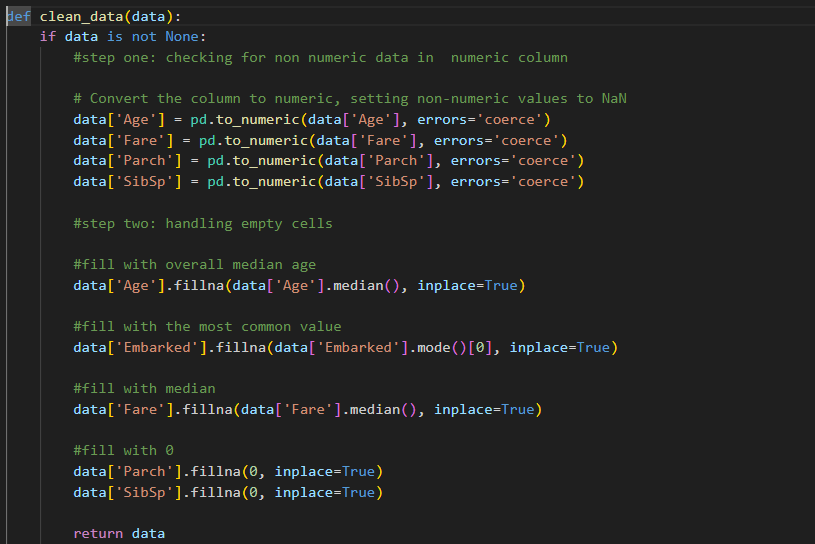 def clean_data(data):
    if data is not None:
        #step one: checking for non numeric data in  numeric column

        # Convert the column to numeric, setting non-numeric values to NaN
        data['Age'] = pd.to_numeric(data['Age'], errors='coerce')
        data['Fare'] = pd.to_numeric(data['Fare'], errors='coerce')
        data['Parch'] = pd.to_numeric(data['Parch'], errors='coerce')
        data['SibSp'] = pd.to_numeric(data['SibSp'], errors='coerce')

        #step two: handling empty cells

        #fill with overall median age
        data['Age'].fillna(data['Age'].median(), inplace=True)

        #fill with the most common value
        data['Embarked'].fillna(data['Embarked'].mode()[0], inplace=True)

        #fill with median
        data['Fare'].fillna(data['Fare'].median(), inplace=True)

        #fill with 0
        data['Parch'].fillna(0, inplace=True)
        data['SibSp'].fillna(0, inplace=True)

        return data